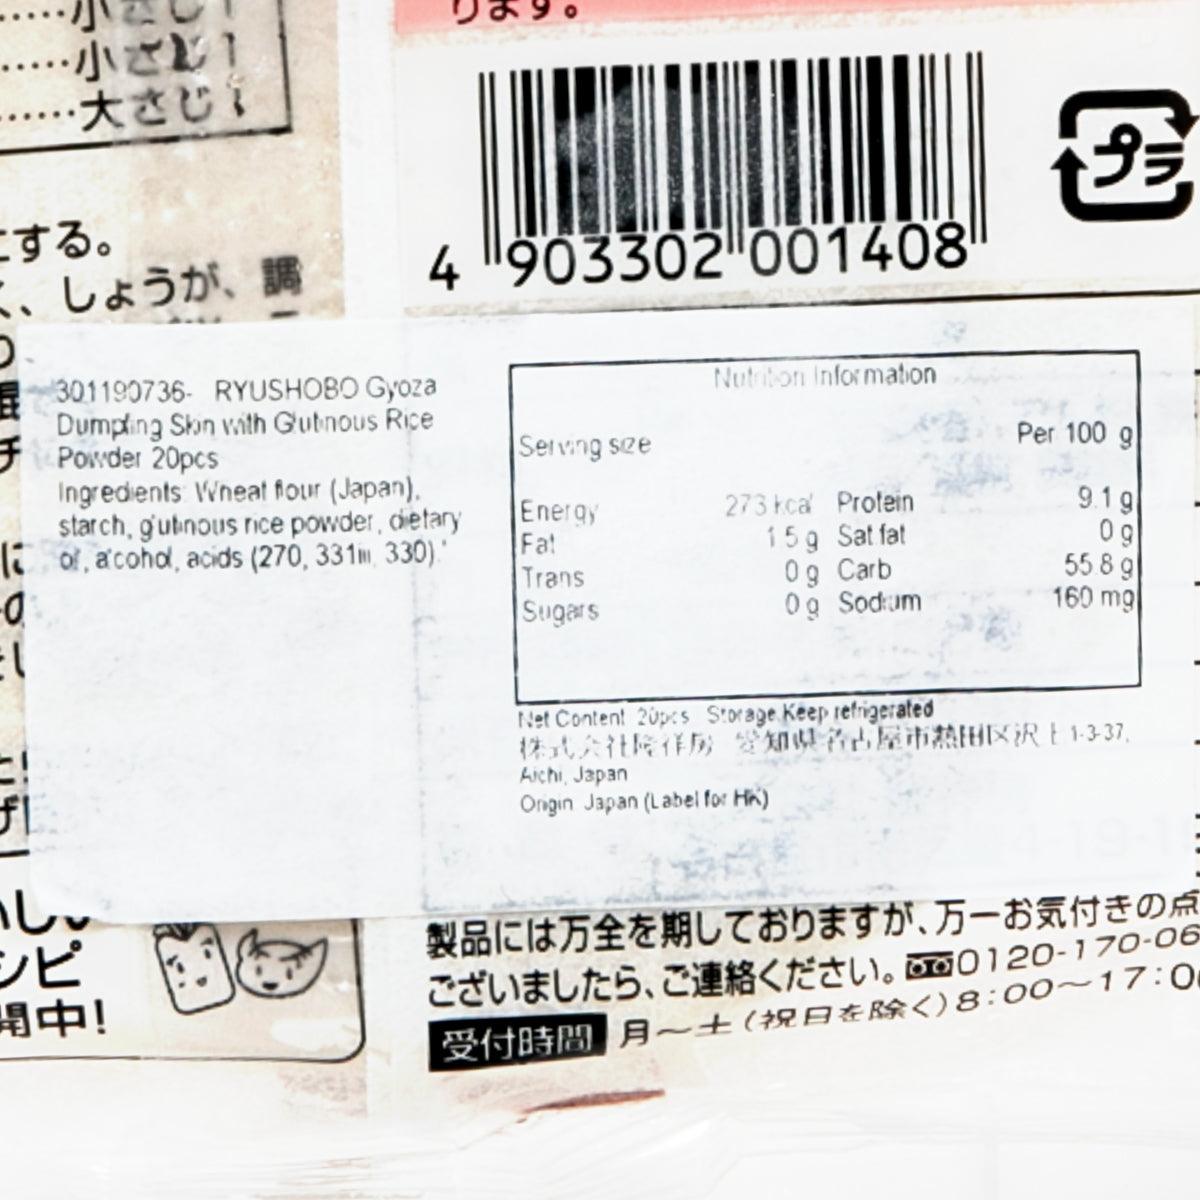 ります。
小さじ1
小さじ1
大さじ1
4 903302 001408
プラ
にする。
、しょうが、調
301190736- RYUSHOBO Gyoza
Dumpling Skin with Glutinous Rice
Powder 20pcs
Ingredients: Wheat flour (Japan),
starch, glutinous rice powder, dietary
oil, alcohol, acids (270, 331iii, 330).
Nutrition Information
Serving size Per 100 g
Energy 273 kcal Protein 9.1 g
Fat 1.5 g Sat fat 0 g
Trans 0 g Carb 55.8 g
Sugars 0 g Sodium 160 mg
Net Content: 20pcs Storage:Keep refrigerated
株式会社隆祥房 愛知県名古屋市熱田区沢上1-3-37,
Aichi, Japan
Origin: Japan (Label for HK)
シピ
開中!
製品には万全を期しておりますが、万一お気付きの点
ございましたら、ご連絡ください。0120-170-06
受付時間 月〜土(祝日を除く)8:00〜17:00